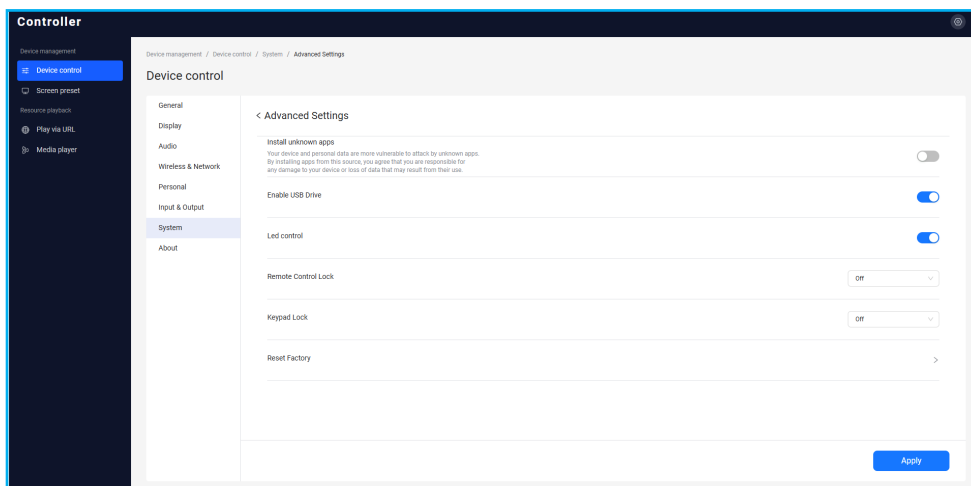 Controller
Device management
Device control
Screen preset
Resource playback
Play via URL
Media player
Device management / Device control / System / Advanced Settings
Device control
General
Display
Audio
Wireless & Network
Personal
Input & Output
System
About
< Advanced Settings
Install unknown apps
Your device and personal data are more vulnerable to attack by unknown apps.
By installing apps from this source, you agree that you are responsible for
any damage to your device or loss of data that may result from their use.
Enable USB Drive
Led control
Remote Control Lock
Off
Keypad Lock
Off
Reset Factory
Apply